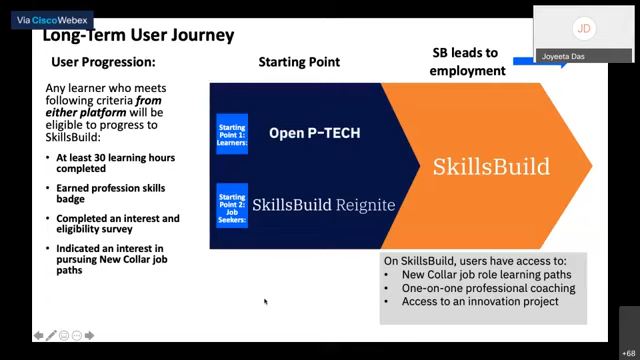 Via Cisco Webex
Long-Term User Journey
User Progression:
Any learner who meets
following criteria from
either platform will be
eligible to progress to
SkillsBuild:
• At least 30 learning hours
completed
• Earned profession skills
badge
• Completed an interest and
eligibility survey
• Indicated an interest in
pursuing New Collar job
paths
Starting Point
SB leads to
employment
Starting
Point 1:
Learners:
Open P-TECH
Starting
Point 2:
Job
Seekers:
SkillsBuild Reignite
SkillsBuild
On SkillsBuild, users have access to:
• New Collar job role learning paths
• One-on-one professional coaching
• Access to an innovation project
JD
Joyeeta Das
+68